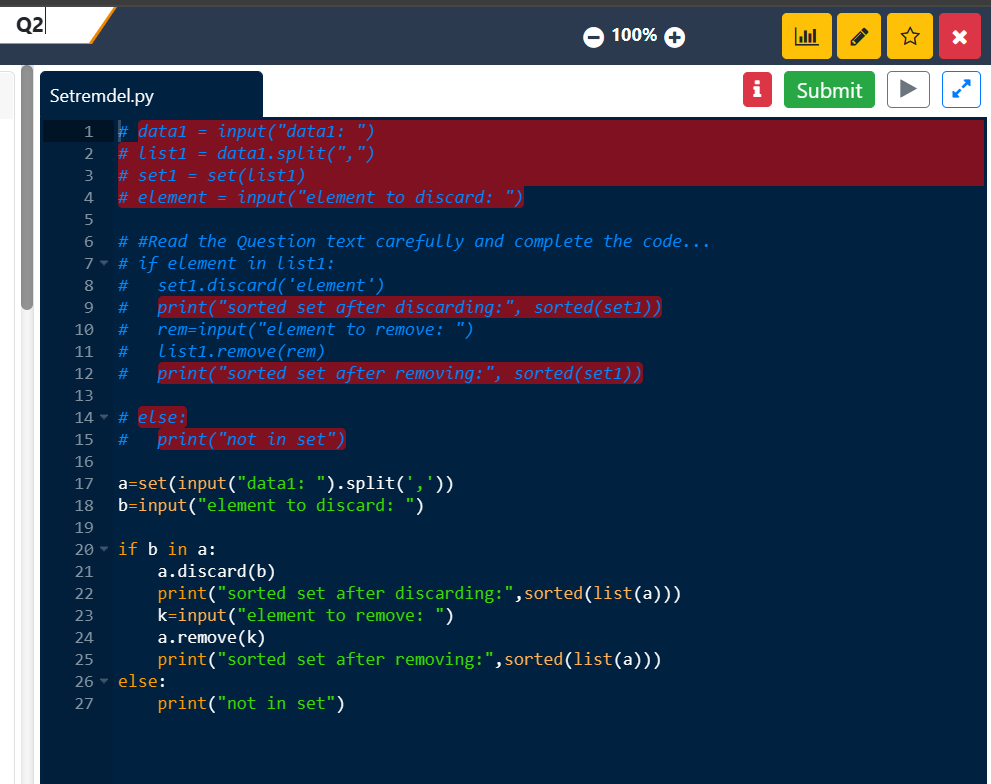 Q2
100%
Setremdel.py
Submit
1 # data1 = input("data1: ")
2 # list1 = data1.split(",")
3 # set1 = set(list1)
4 # element = input("element to discard: ")
5
6 # #Read the Question text carefully and complete the code...
7 # if element in list1:
8 #   set1.discard('element')
9 #   print("sorted set after discarding:", sorted(set1))
10 #   rem=input("element to remove: ")
11 #   list1.remove(rem)
12 #   print("sorted set after removing:", sorted(set1))
13
14 # else:
15 #   print("not in set")
16
17 a=set(input("data1: ").split(','))
18 b=input("element to discard: ")
19
20 if b in a:
21     a.discard(b)
22     print("sorted set after discarding:",sorted(list(a)))
23     k=input("element to remove: ")
24     a.remove(k)
25     print("sorted set after removing:",sorted(list(a)))
26 else:
27     print("not in set")